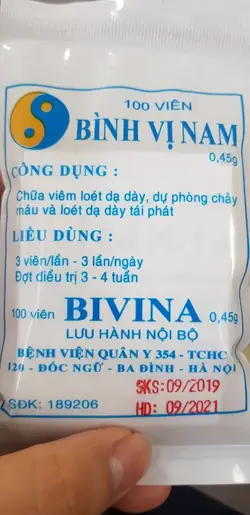 100 VIÊN
BÌNH VỊ NAM
0,45g
CÔNG DỤNG :
Chữa viêm loét dạ dày, dự phòng chảy
máu và loét dạ dày tái phát
LIỀU DÙNG :
3 viên/lần - 3 lần/ngày
Đợt điều trị 3 - 4 tuần
100 viên BIVINA 0,45g
LƯU HÀNH NỘI BỘ
BỆNH VIỆN QUÂN Y 354 - TCHC
120 - ĐỐC NGỮ - BA ĐÌNH - HÀ NỘI
SKS: 09/2019
SĐK: 189206
HD: 09/2021